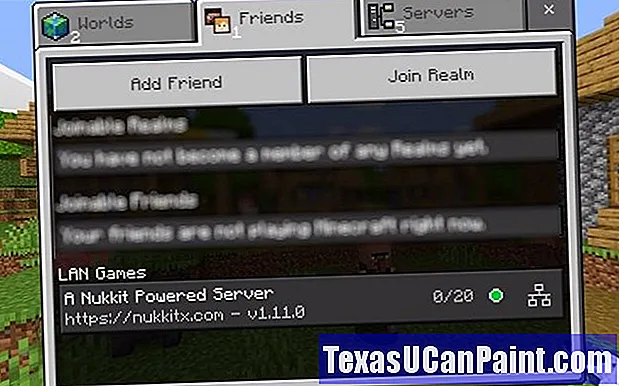 Worlds
2
Friends
1
Servers
5
Add Friend
Join Realm
Joinable Realms
You have not become a member of any Realms yet.
Joinable Friends
Your friends are not playing Minecraft right now.
LAN Games
A Nukkit Powered Server
0/20
https://nukkitx.com - v1.11.0
TexasUCanPaint.com